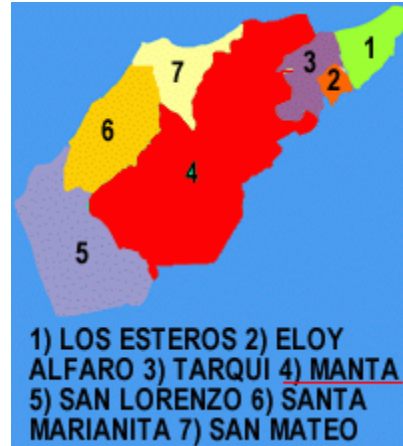 1
3
2
7
6
4
5
1) LOS ESTEROS 2) ELOY
ALFARO 3) TARQUI 4) MANTA
5) SAN LORENZO 6) SANTA
MARIANITA 7) SAN MATEO